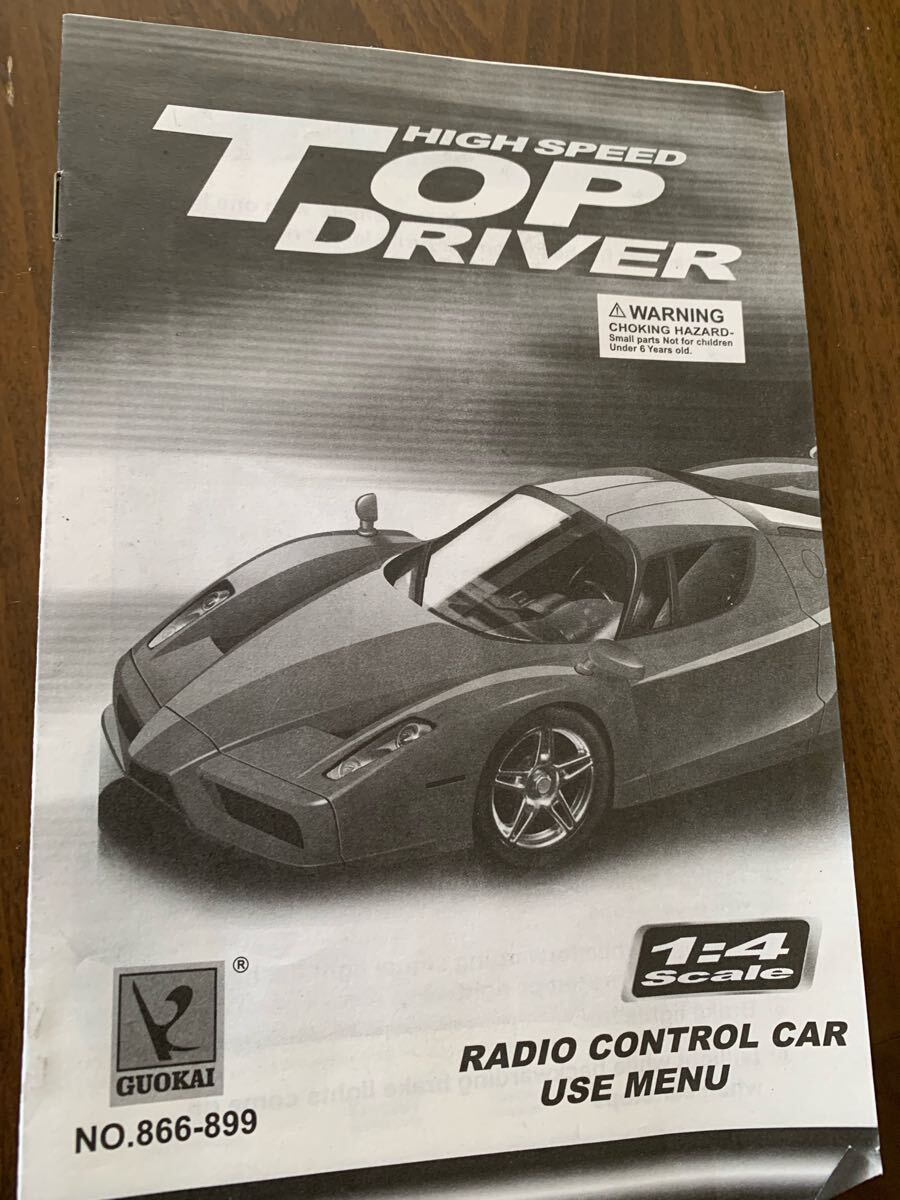 HIGH SPEED
TOP
DRIVER
⚠ WARNING
CHOKING HAZARD-
Small parts Not for children
Under 6 Years old.
1:4
Scale
®
GUOKAI
RADIO CONTROL CAR
USE MENU
NO.866-899